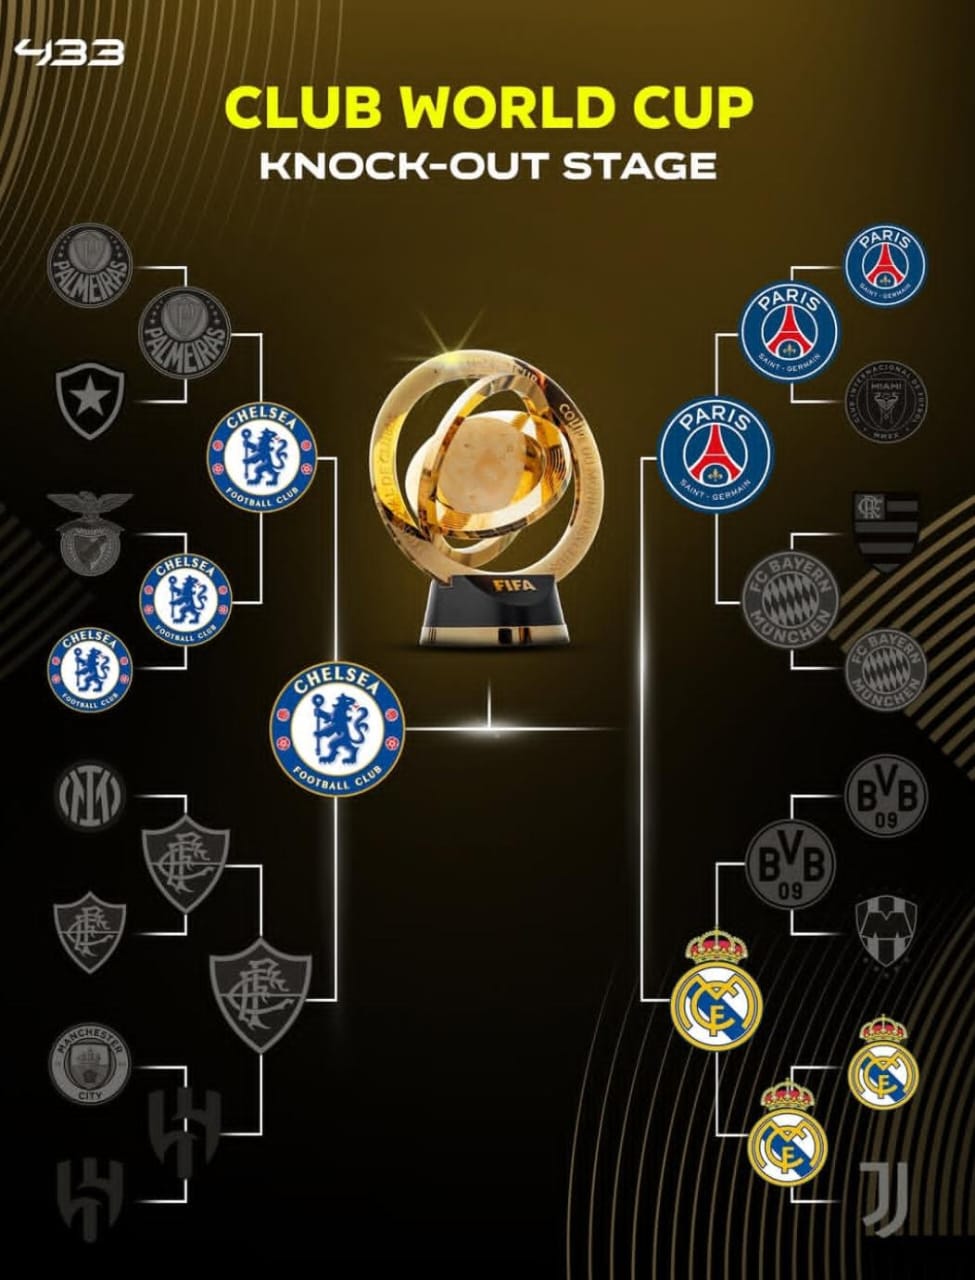 433
CLUB WORLD CUP
KNOCK-OUT STAGE
PALMEIRAS
PARIS
SAINT-GERMAIN
PALMEIRAS
PARIS
SAINT-GERMAIN
MIAMI
CHELSEA
FOOTBALL CLUB
PARIS
SAINT-GERMAIN
FIFA
CHELSEA
FOOTBALL CLUB
FC BAYERN
MÜNCHEN
CHELSEA
FOOTBALL CLUB
FC BAYERN
MÜNCHEN
CHELSEA
FOOTBALL CLUB
BVB
09
BVB
09
MANCHESTER
CITY